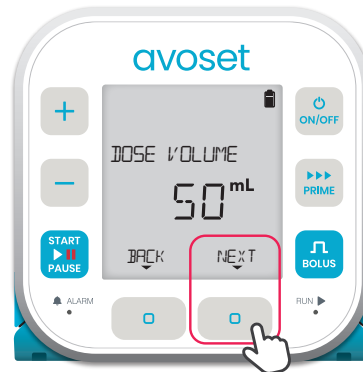 avoset
+
ON/OFF
DOSE VOLUME
−
50 mL
PRIME
START
PAUSE
BACK
NEXT
BOLUS
ALARM
RUN